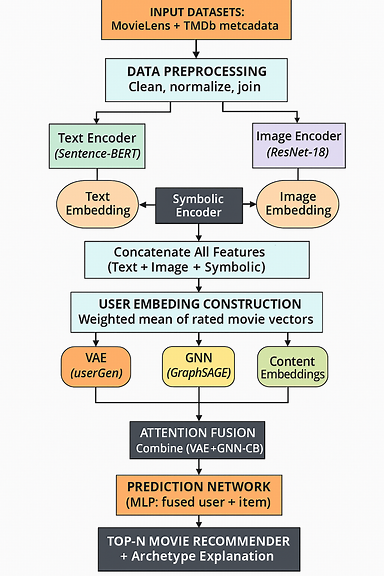 INPUT DATASETS:
MovieLens + TMDb metcadata
DATA PREPROCESSING
Clean, normalize, join
Text Encoder
(Sentence-BERT)
Image Encoder
(ResNet-18)
Text
Embedding
Symbolic
Encoder
Image
Embedding
Concatenate All Features
(Text + Image + Symbolic)
USER EMBEDING CONSTRUCTION
Weighted mean of rated movie vectors
VAE
(userGen)
GNN
(GraphSAGE)
Content
Embeddings
ATTENTION FUSION
Combine (VAE+GNN-CB)
PREDICTION NETWORK
(MLP: fused user + item)
TOP-N MOVIE RECOMMENDER
+ Archetype Explanation